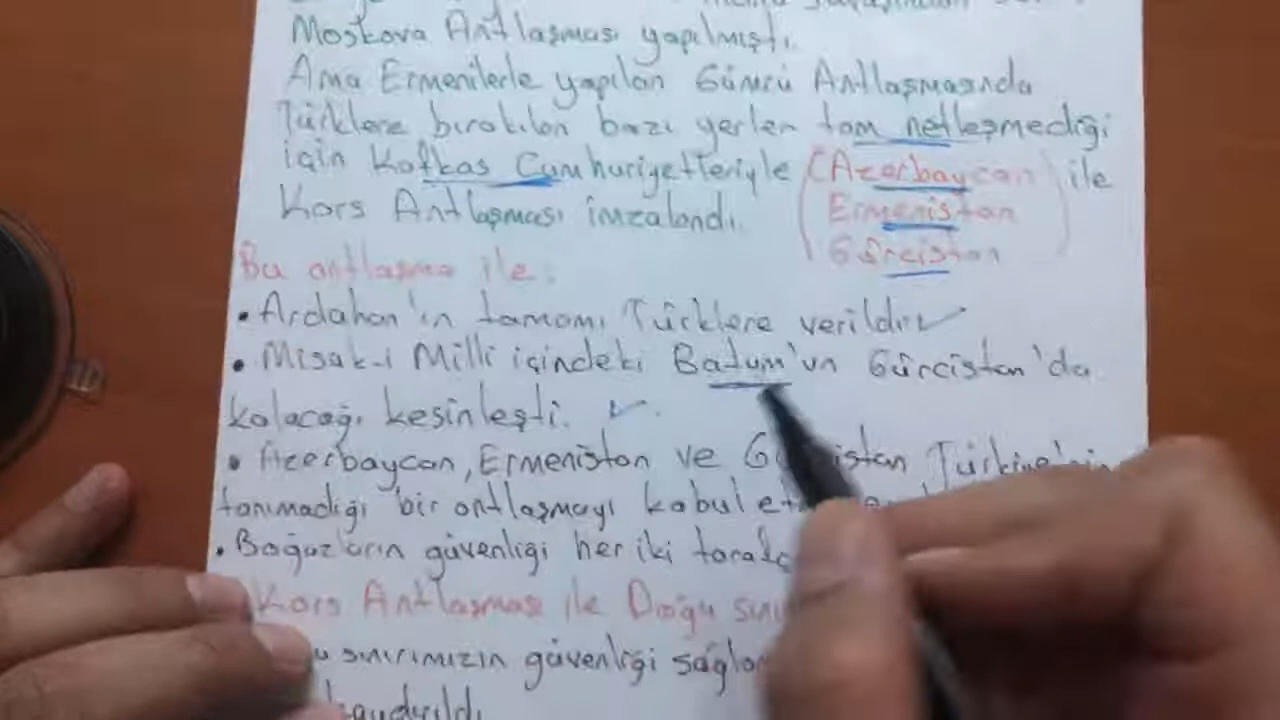 Moskova Antlaşması yapılmıştı.
Ama Ermenilerle yapılan Gümrü Antlaşmasında
Türklere bırakılan bazı yerler tam netleşmediği
için Kafkas Cumhuriyetleriyle (Azerbaycan) ile
Ermenistan
Kars Antlaşması imzalandı.
Gürcistan
Bu antlaşma ile:
• Ardahan'ın tamamı Türklere verildi.
• Misak-ı Milli içindeki Batum'un Gürcistan'da
kalacağı kesinleşti.
• Azerbaycan, Ermenistan ve Türkiye'nin
tanımadığı bir antlaşmayı kabul
• Boğazların güvenliği her iki
Kars Antlaşması ile Doğu
sınırımızın güvenliği